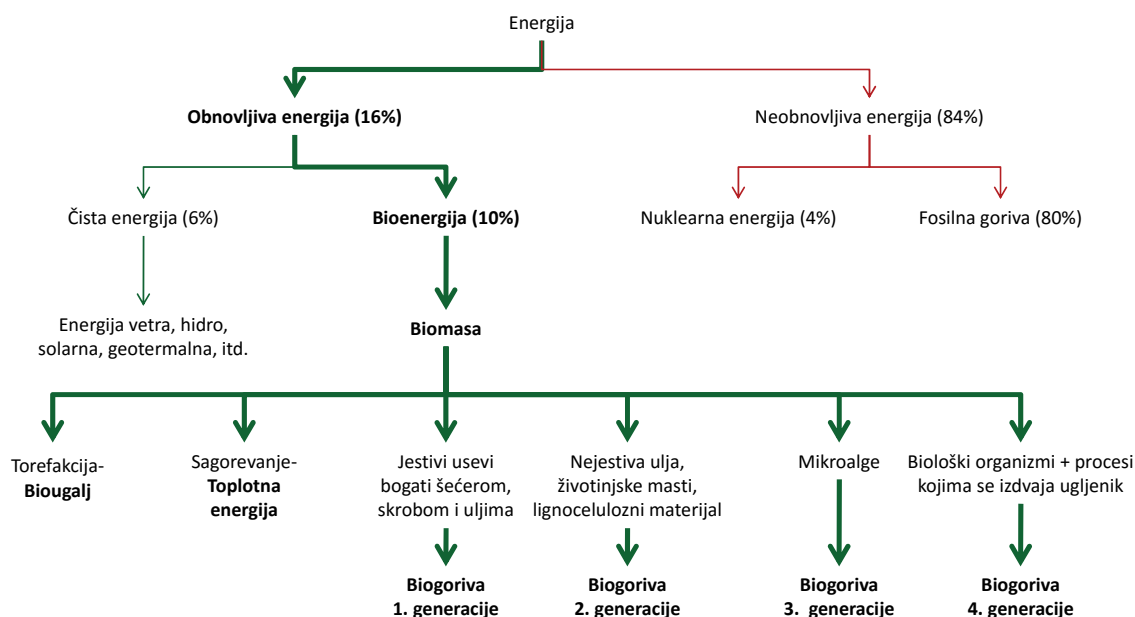 Energija
Obnovljiva energija (16%)
Neobnovljiva energija (84%)
Čista energija (6%)
Bioenergija (10%)
Nuklearna energija (4%)
Fosilna goriva (80%)
Energija vetra, hidro,
solarna, geotermalna, itd.
Biomasa
Torefakcija-
Biougalj
Sagorevanje-
Toplotna
energija
Jestivi usevi
bogati šećerom,
skrobom i uljima
Nejestiva ulja,
životinjske masti,
lignocelulozni materijal
Mikroalge
Biološki organizmi + procesi
kojima se izdvaja ugljenik
Biogoriva
1. generacije
Biogoriva
2. generacije
Biogoriva
3. generacije
Biogoriva
4. generacije